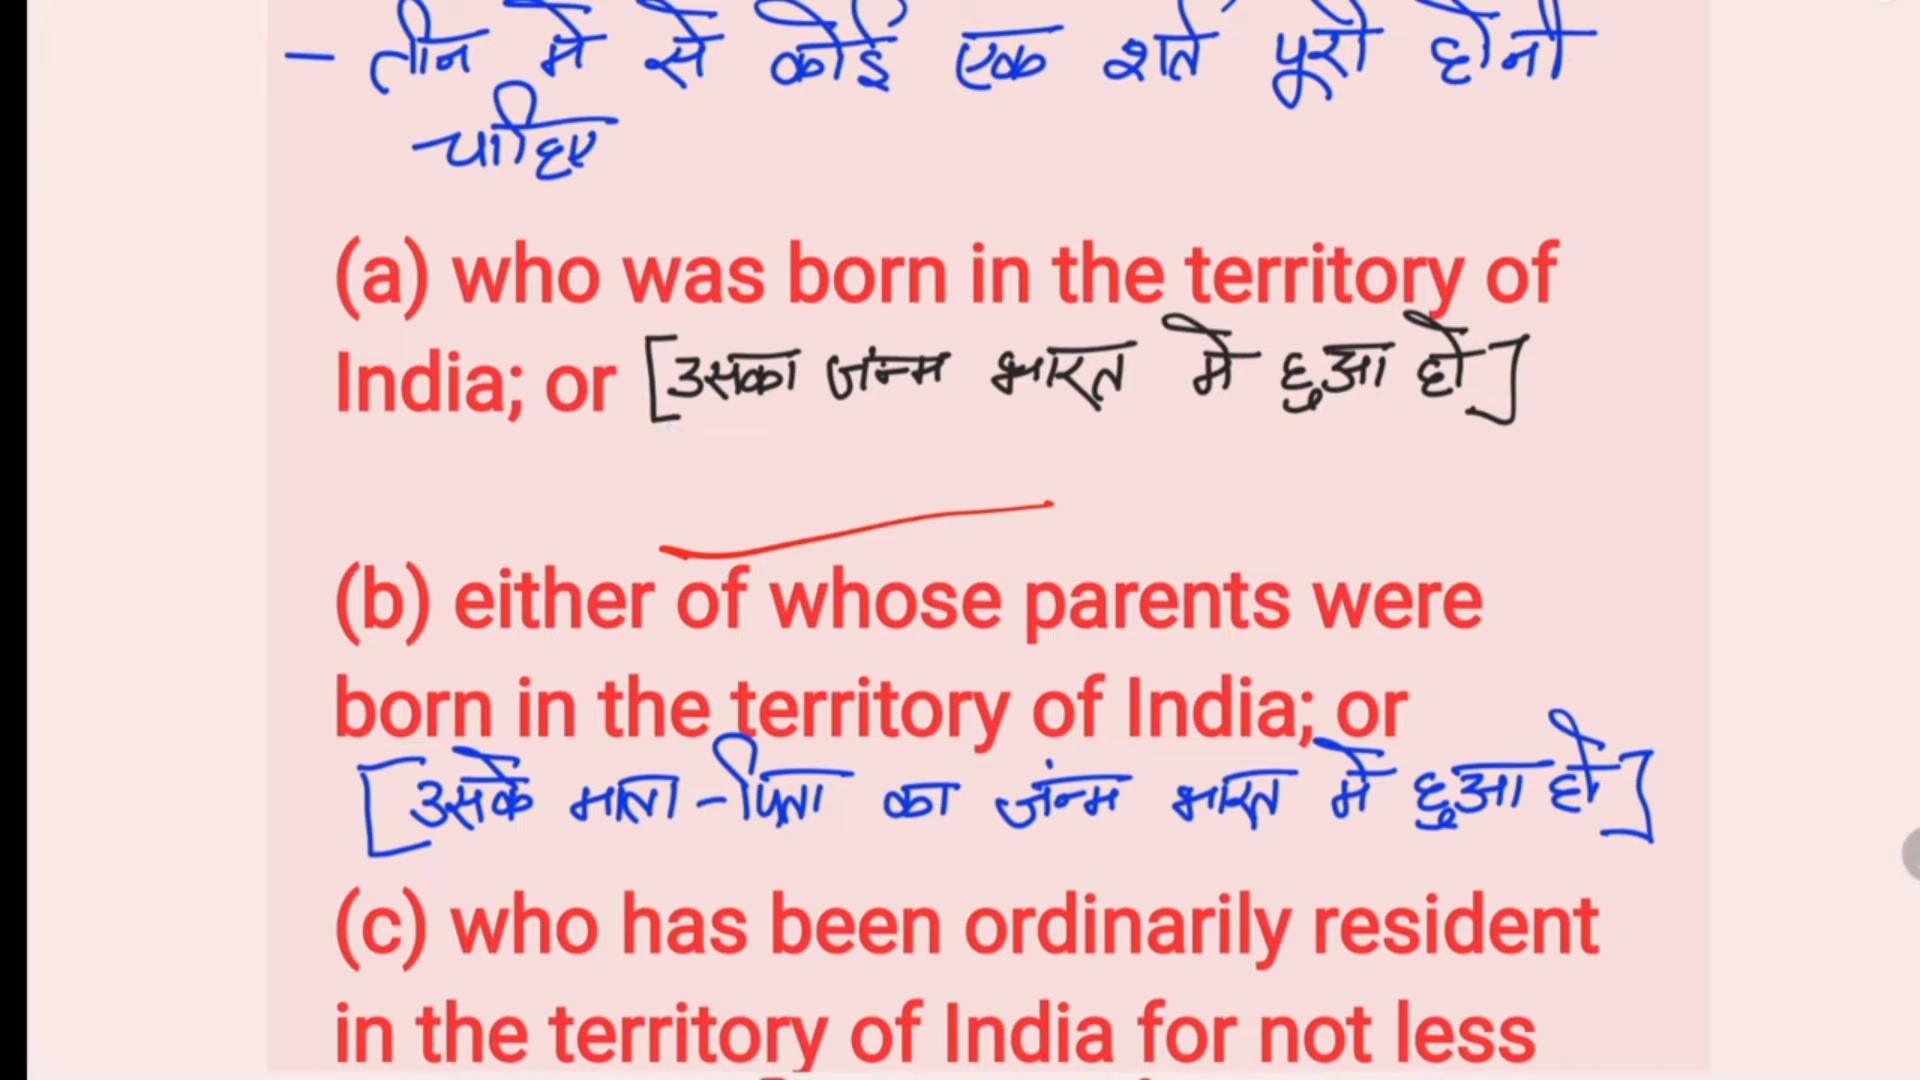 - तीन में से कोई एक शर्त पूरी होनी
चाहिए
(a) who was born in the territory of
India; or [उसका जंन्म भारत में हुआ हो]
(b) either of whose parents were
born in the territory of India; or
[उसके माता-पिता का जंन्म भारत में हुआ हो]
(c) who has been ordinarily resident
in the territory of India for not less